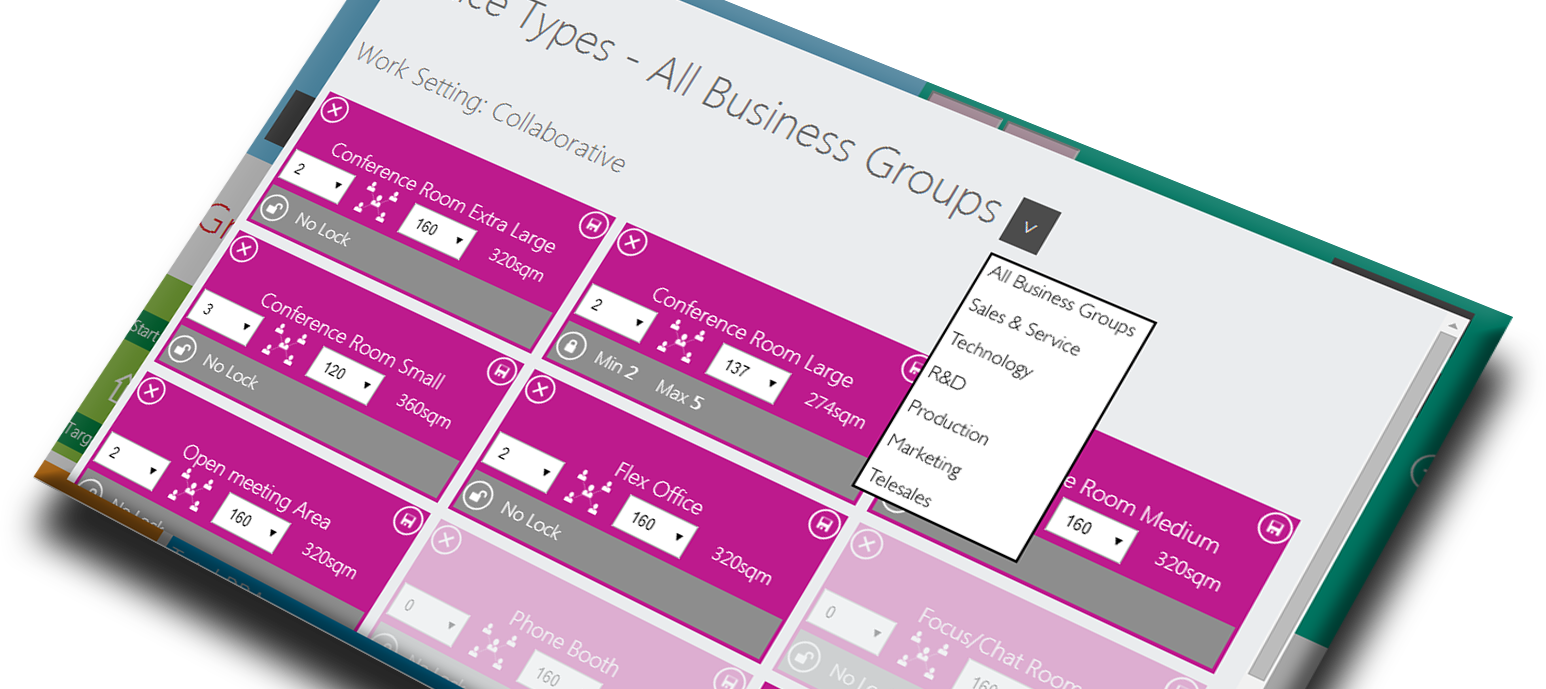 Types - All Business Groups
v
Work Setting: Collaborative
Conference Room Extra Large
2
160
320sqm
No Lock
Conference Room Large
2
137
274sqm
Min 2 Max 5
All Business Groups
Sales & Service
Technology
R&D
Production
Marketing
Telesales
Room Medium
160
320sqm
Conference Room Small
3
120
360sqm
No Lock
Flex Office
2
160
320sqm
No Lock
Focus/Chat Room
0
160
No
Open meeting Area
2
160
320sqm
No Lock
Phone Booth
0
160
Start